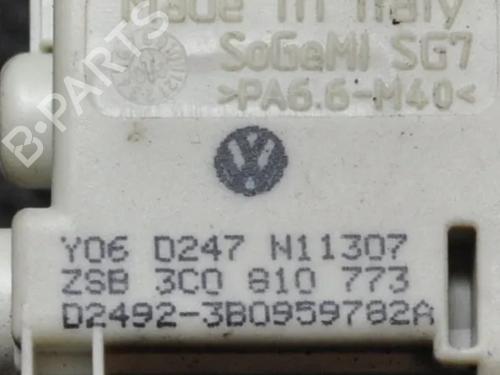 Made in Italy
SoGeMI SG7
>PA6.6-M40<
B-PARTS
Y06 D247 N11307
ZSB 3C0 810 773
D2492-3B0959782A